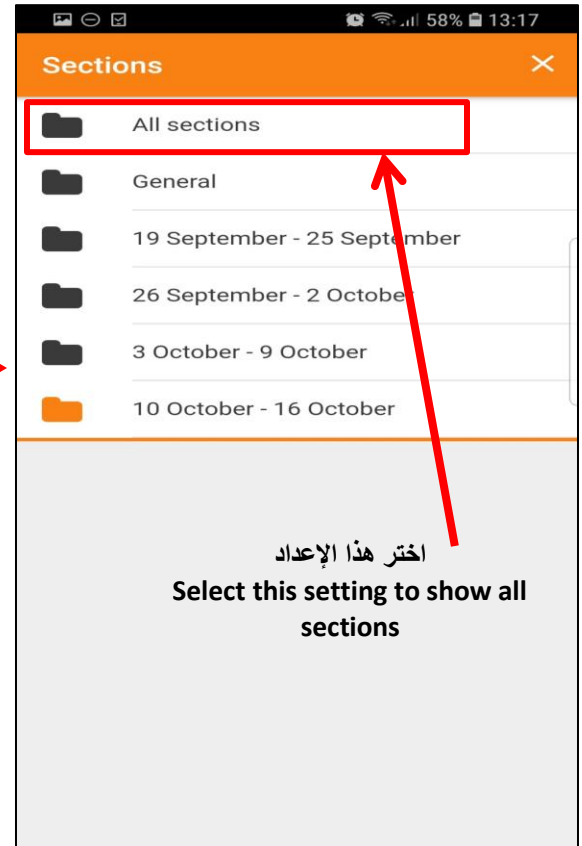 58% 13:17
Sections
All sections
General
19 September - 25 September
26 September - 2 October
3 October - 9 October
10 October - 16 October
اختر هذا الإعداد
Select this setting to show all
sections